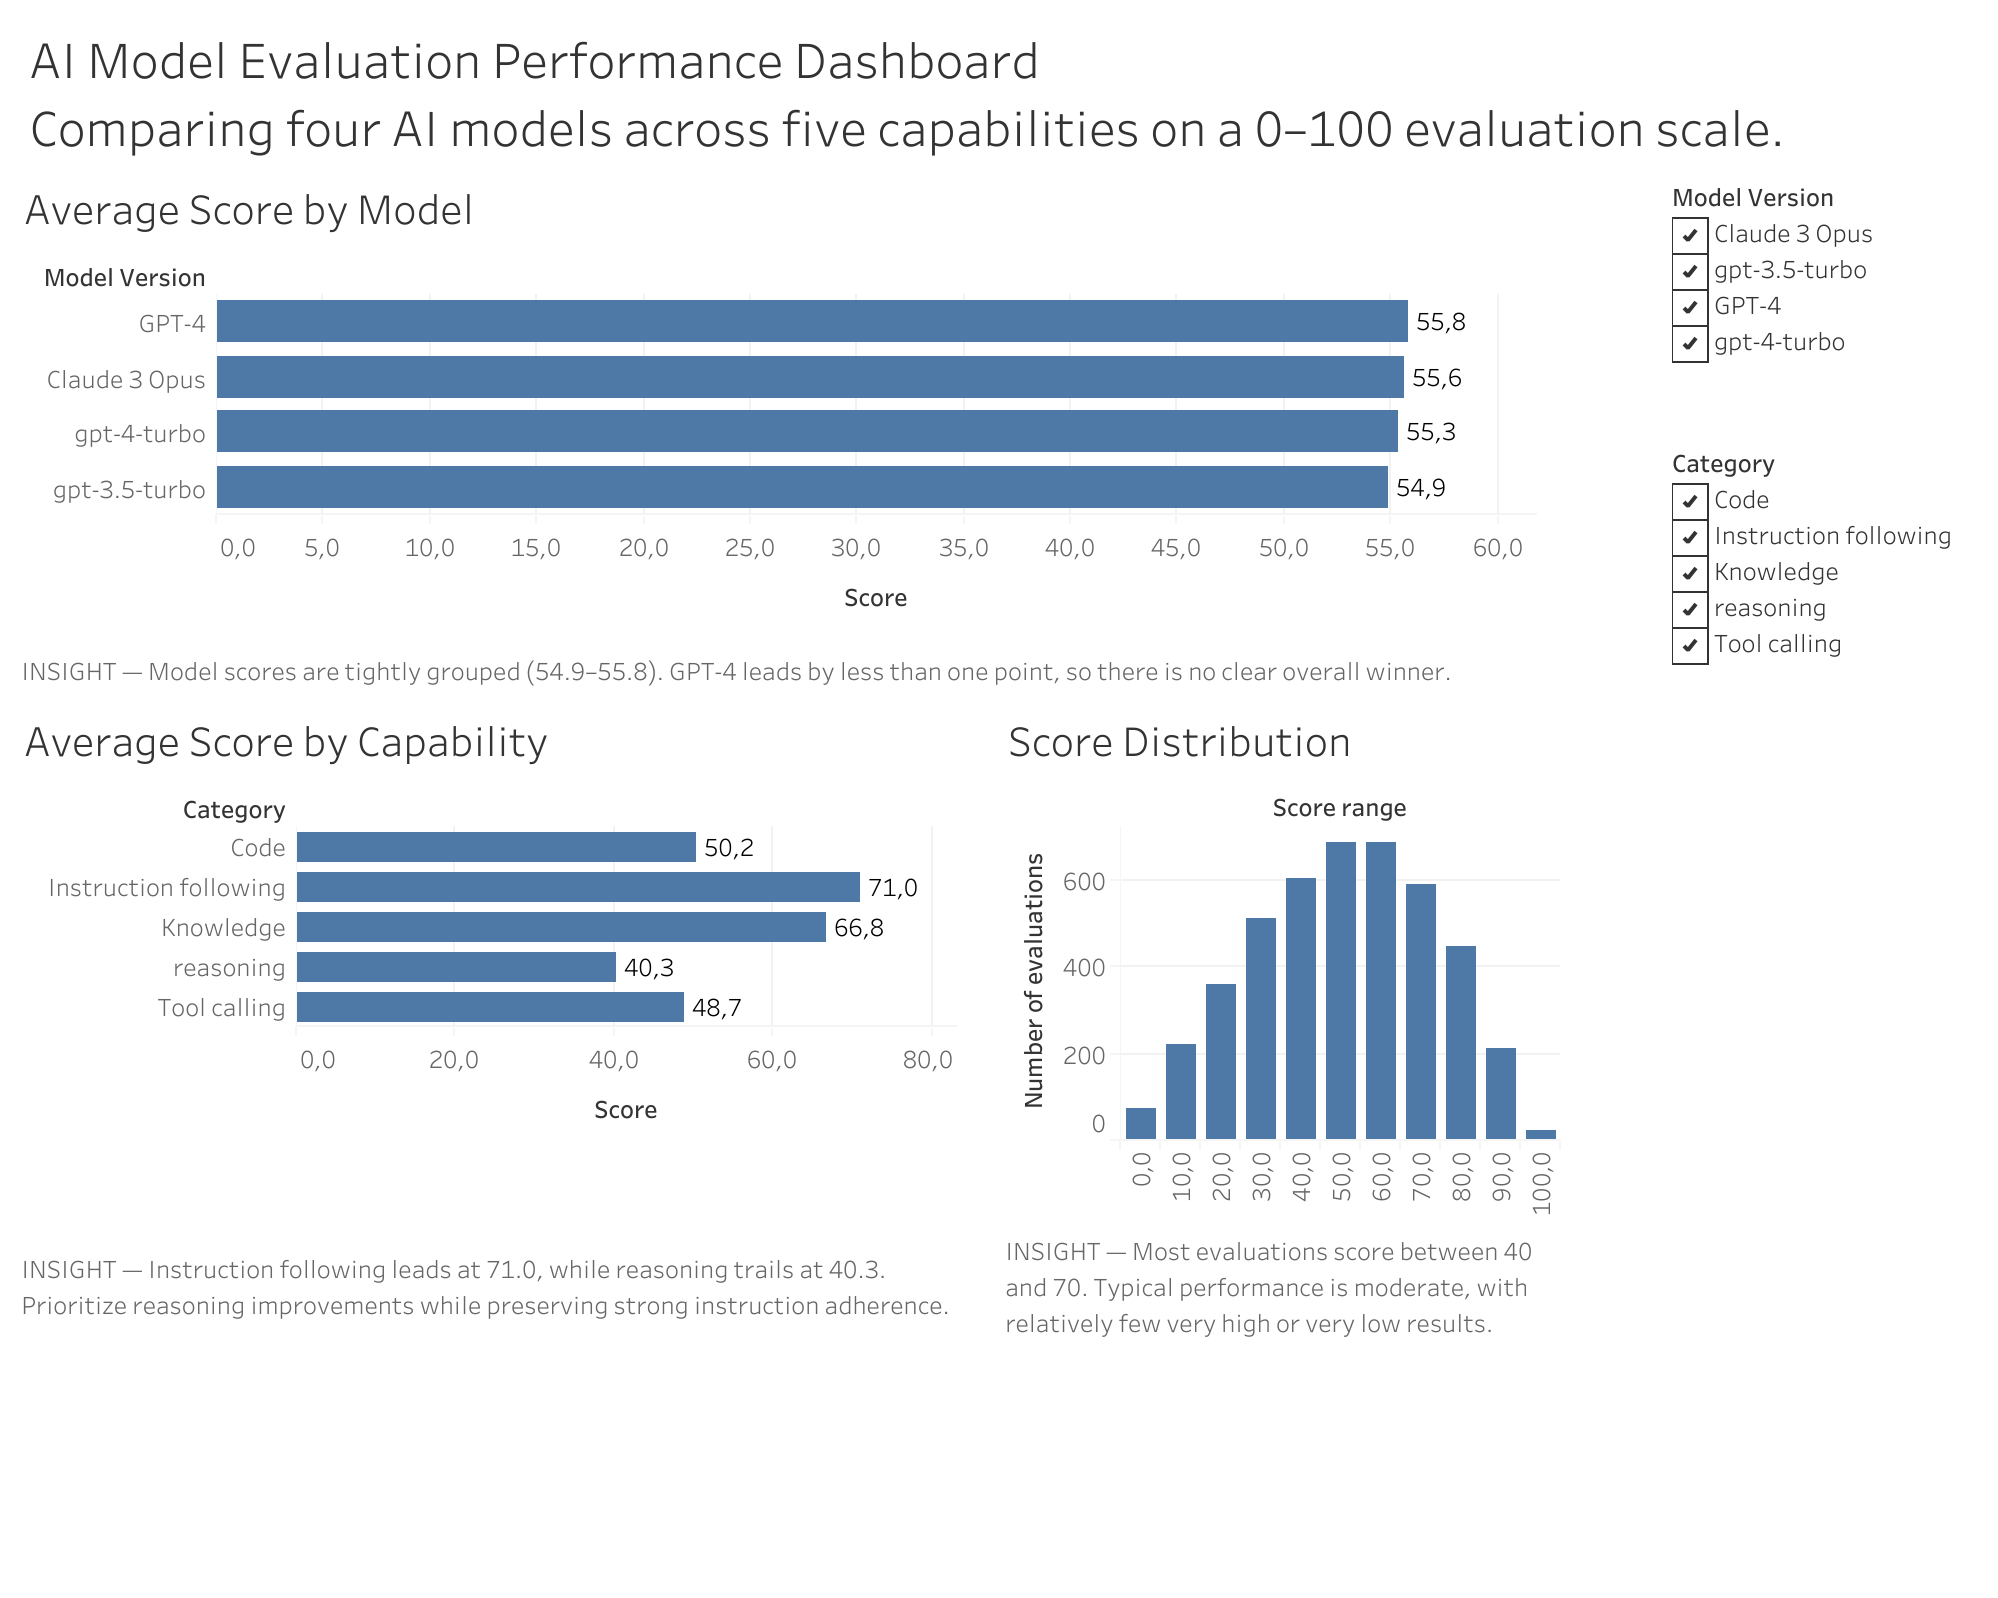 AI Model Evaluation Performance Dashboard
Comparing four AI models across five capabilities on a 0–100 evaluation scale.
Average Score by Model
Model Version
GPT-4
55,8
Claude 3 Opus
55,6
gpt-4-turbo
55,3
gpt-3.5-turbo
54,9
0,0 5,0 10,0 15,0 20,0 25,0 30,0 35,0 40,0 45,0 50,0 55,0 60,0
Score
INSIGHT — Model scores are tightly grouped (54.9–55.8). GPT-4 leads by less than one point, so there is no clear overall winner.
Model Version
Claude 3 Opus
gpt-3.5-turbo
GPT-4
gpt-4-turbo
Category
Code
Instruction following
Knowledge
reasoning
Tool calling
Average Score by Capability
Category
Code
50,2
Instruction following
71,0
Knowledge
66,8
reasoning
40,3
Tool calling
48,7
0,0 20,0 40,0 60,0 80,0
Score
INSIGHT — Instruction following leads at 71.0, while reasoning trails at 40.3.
Prioritize reasoning improvements while preserving strong instruction adherence.
Score Distribution
Score range
Number of evaluations
600
400
200
0
0,0 10,0 20,0 30,0 40,0 50,0 60,0 70,0 80,0 90,0 100,0
INSIGHT — Most evaluations score between 40
and 70. Typical performance is moderate, with
relatively few very high or very low results.